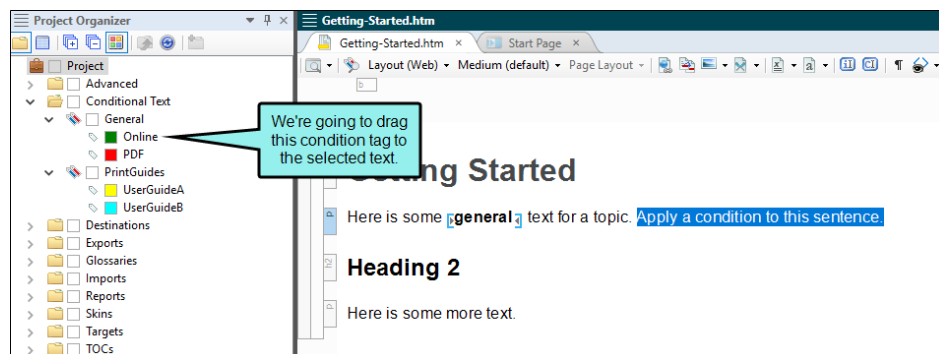 Project Organizer
Getting-Started.htm
Getting-Started.htm
Start Page
Layout (Web)
Medium (default)
Page Layout
Project
Advanced
Conditional Text
General
Online
PDF
PrintGuides
UserGuideA
UserGuideB
Destinations
Exports
Glossaries
Imports
Reports
Skins
Targets
TOCs
We're going to drag
this condition tag to
the selected text.
b
Getting Started
p
Here is some general text for a topic. Apply a condition to this sentence.
h2
Heading 2
p
Here is some more text.